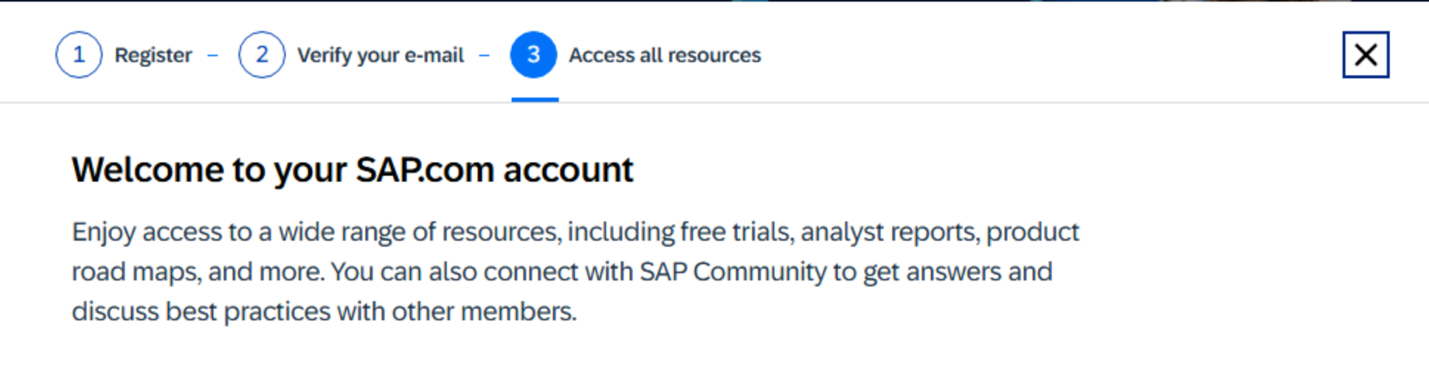 1 Register – 2 Verify your e-mail – 3 Access all resources
Welcome to your SAP.com account
Enjoy access to a wide range of resources, including free trials, analyst reports, product
road maps, and more. You can also connect with SAP Community to get answers and
discuss best practices with other members.